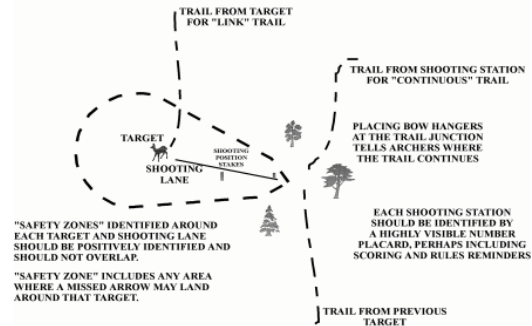 TRAIL FROM TARGET
FOR "LINK" TRAIL
TRAIL FROM SHOOTING STATION
FOR "CONTINUOUS" TRAIL
PLACING BOW HANGERS
AT THE TRAIL JUNCTION
TELLS ARCHERS WHERE
THE TRAIL CONTINUES
TARGET
SHOOTING
POSITION
STAKES
SHOOTING
LANE
"SAFETY ZONES" IDENTIFIED AROUND
EACH TARGET AND SHOOTING LANE
SHOULD BE POSITIVELY IDENTIFIED AND
SHOULD NOT OVERLAP.
"SAFETY ZONE" INCLUDES ANY AREA
WHERE A MISSED ARROW MAY LAND
AROUND THAT TARGET.
EACH SHOOTING STATION
SHOULD BE IDENTIFIED BY
A HIGHLY VISIBLE NUMBER
PLACARD, PERHAPS INCLUDING
SCORING AND RULES REMINDERS
TRAIL FROM PREVIOUS
TARGET